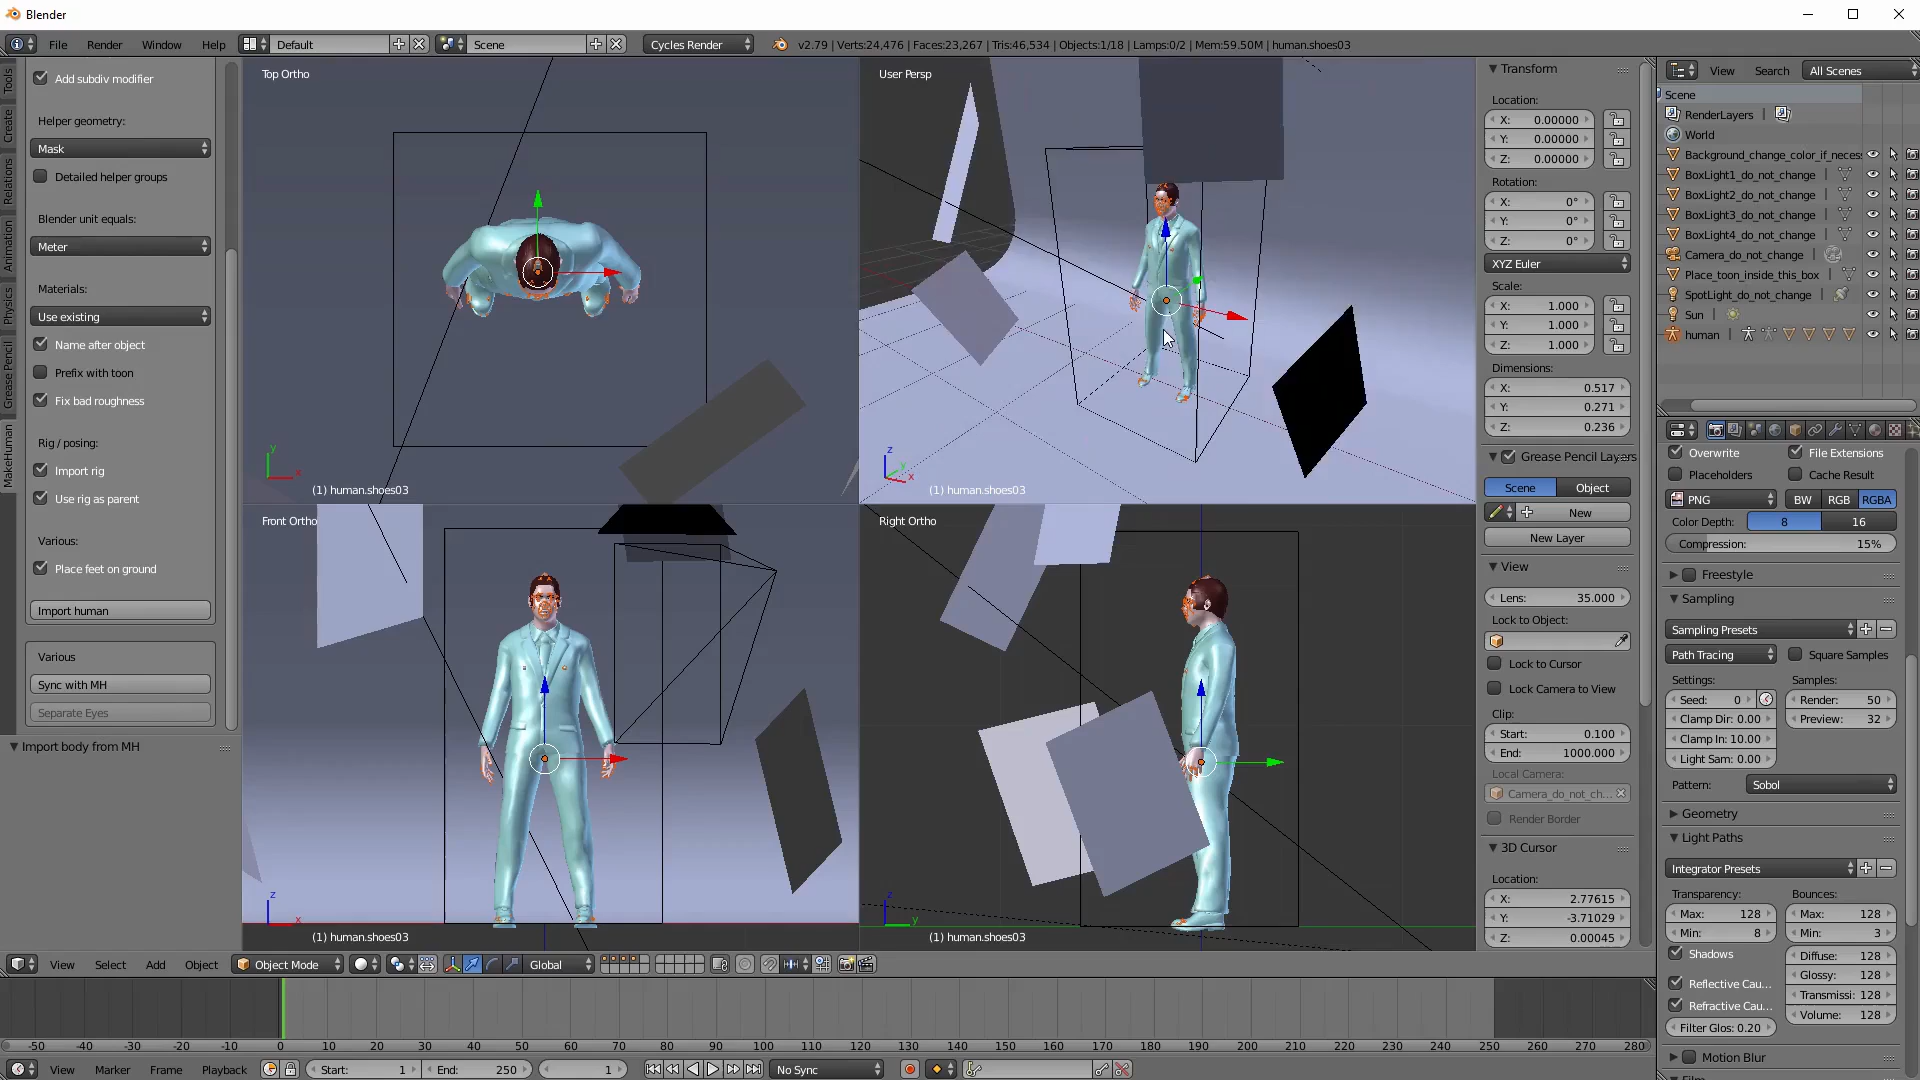 Blender
File Render Window Help Default Scene Cycles Render v2.79 | Verts:24,476 | Faces:23,267 | Tris:46,534 | Objects:1/18 | Lamps:0/2 | Mem:59.50M | human.shoes03
Tools
Create
Relations
Animation
Physics
Grease Pencil
MakeHuman
Add subdiv modifier
Helper geometry:
Mask
Detailed helper groups
Blender unit equals:
Meter
Materials:
Use existing
Name after object
Prefix with toon
Fix bad roughness
Rig / posing:
Import rig
Use rig as parent
Various:
Place feet on ground
Import human
Various
Sync with MH
Separate Eyes
Import body from MH
Top Ortho
y
x
(1) human.shoes03
User Persp
z
y
x
(1) human.shoes03
Front Ortho
z
x
(1) human.shoes03
Right Ortho
z
y
(1) human.shoes03
Transform
Location:
X: 0.00000
Y: 0.00000
Z: 0.00000
Rotation:
X: 0°
Y: 0°
Z: 0°
XYZ Euler
Scale:
X: 1.000
Y: 1.000
Z: 1.000
Dimensions:
X: 0.517
Y: 0.271
Z: 0.236
Grease Pencil Layers
Scene Object
New
New Layer
View
Lens: 35.000
Lock to Object:
Lock to Cursor
Lock Camera to View
Clip:
Start: 0.100
End: 1000.000
Local Camera:
Camera_do_not_ch...
Render Border
3D Cursor
Location:
X: 2.77615
Y: -3.71029
Z: 0.00045
View Search All Scenes
Scene
RenderLayers |
World
Background_change_color_if_neces
BoxLight1_do_not_change |
BoxLight2_do_not_change |
BoxLight3_do_not_change |
BoxLight4_do_not_change |
Camera_do_not_change |
Place_toon_inside_this_box |
SpotLight_do_not_change |
Sun |
human |
Overwrite File Extensions
Placeholders Cache Result
PNG BW RGB RGBA
Color Depth: 8 16
Compression: 15%
Freestyle
Sampling
Sampling Presets
Path Tracing Square Samples
Settings: Samples:
Seed: 0 Render: 50
Clamp Dir: 0.00 Preview: 32
Clamp In: 10.00
Light Sam: 0.00
Pattern: Sobol
Geometry
Light Paths
Integrator Presets
Transparency: Bounces:
Max: 128 Max: 128
Min: 8 Min: 3
Shadows Diffuse: 128
Reflective Cau... Glossy: 128
Refractive Cau... Transmissi: 128
Filter Glos: 0.20 Volume: 128
Motion Blur
View Select Add Object Object Mode Global
-50 -40 -30 -20 -10 0 10 20 30 40 50 60 70 80 90 100 110 120 130 140 150 160 170 180 190 200 210 220 230 240 250 260 270 280
View Marker Frame Playback Start: 1 End: 250 1 No Sync